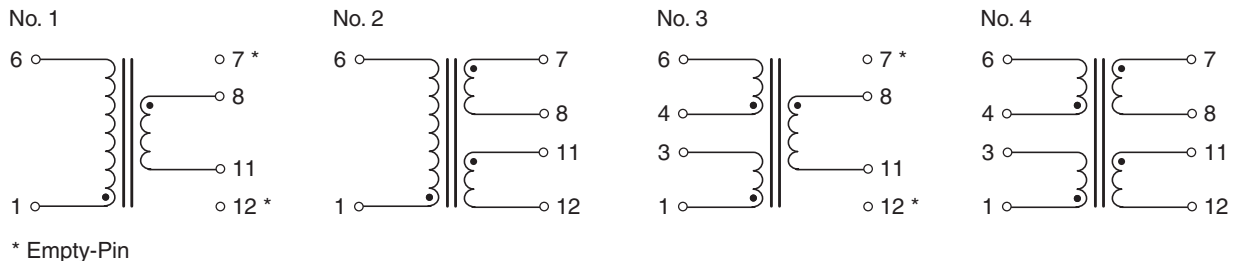 No. 1
No. 2
No. 3
No. 4
6 7 * 6 7 6 7 * 6 7
8 8
8 4 4 8
3 11 3 11
11 11
1 12 * 1 12 1 12 * 1 12
* Empty-Pin